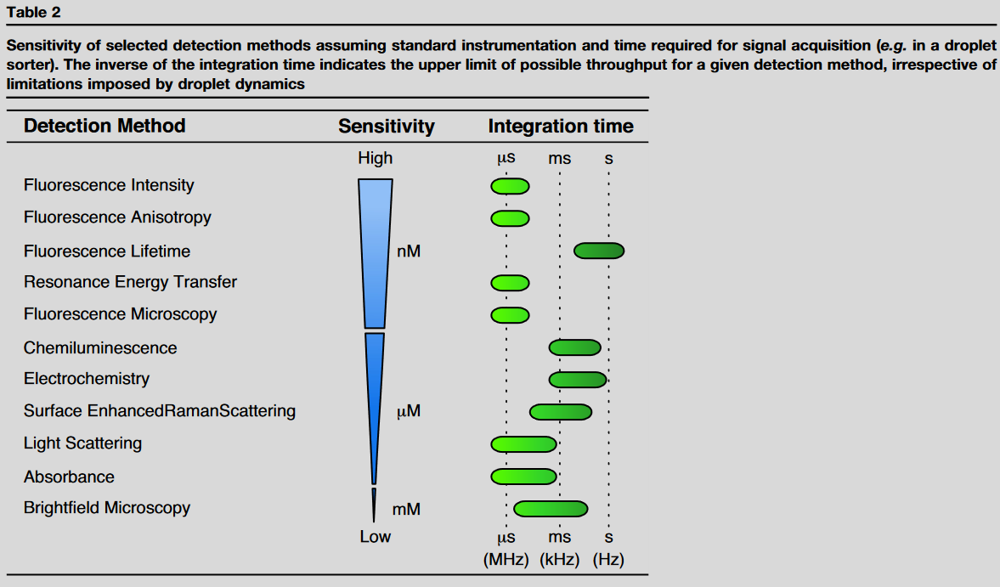 Table 2
Sensitivity of selected detection methods assuming standard instrumentation and time required for signal acquisition (e.g. in a droplet
sorter). The inverse of the integration time indicates the upper limit of possible throughput for a given detection method, irrespective of
limitations imposed by droplet dynamics
Detection Method Sensitivity Integration time
High μs ms s
Fluorescence Intensity
Fluorescence Anisotropy
Fluorescence Lifetime nM
Resonance Energy Transfer
Fluorescence Microscopy
Chemiluminescence
Electrochemistry
Surface EnhancedRamanScattering μM
Light Scattering
Absorbance
Brightfield Microscopy mM
Low μs ms s
(MHz) (kHz) (Hz)